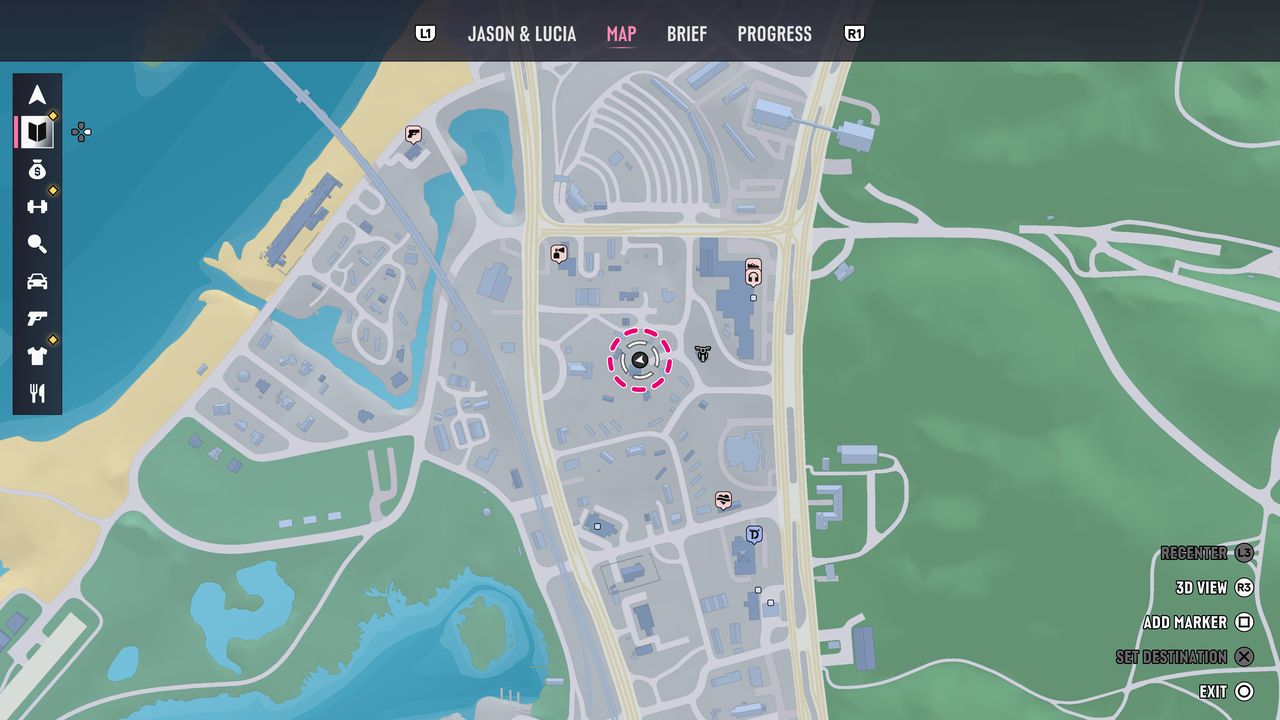 L1 JASON & LUCIA MAP BRIEF PROGRESS R1
$
D
RECENTER L3
3D VIEW R3
ADD MARKER
SET DESTINATION
EXIT